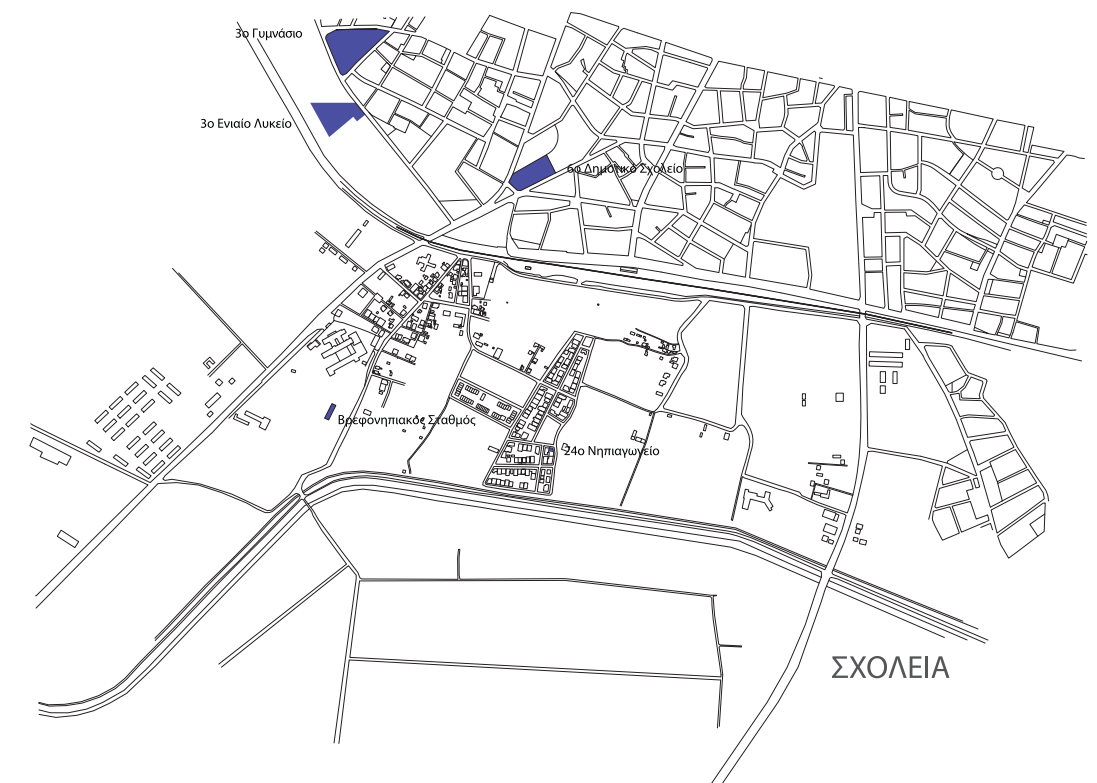 3ο Γυμνάσιο
3ο Ενιαίο Λυκείο
6ο Δημοτικό Σχολείο
Βρεφονηπιακός Σταθμός
24ο Νηπιαγωγείο
ΣΧΟΛΕΙΑ